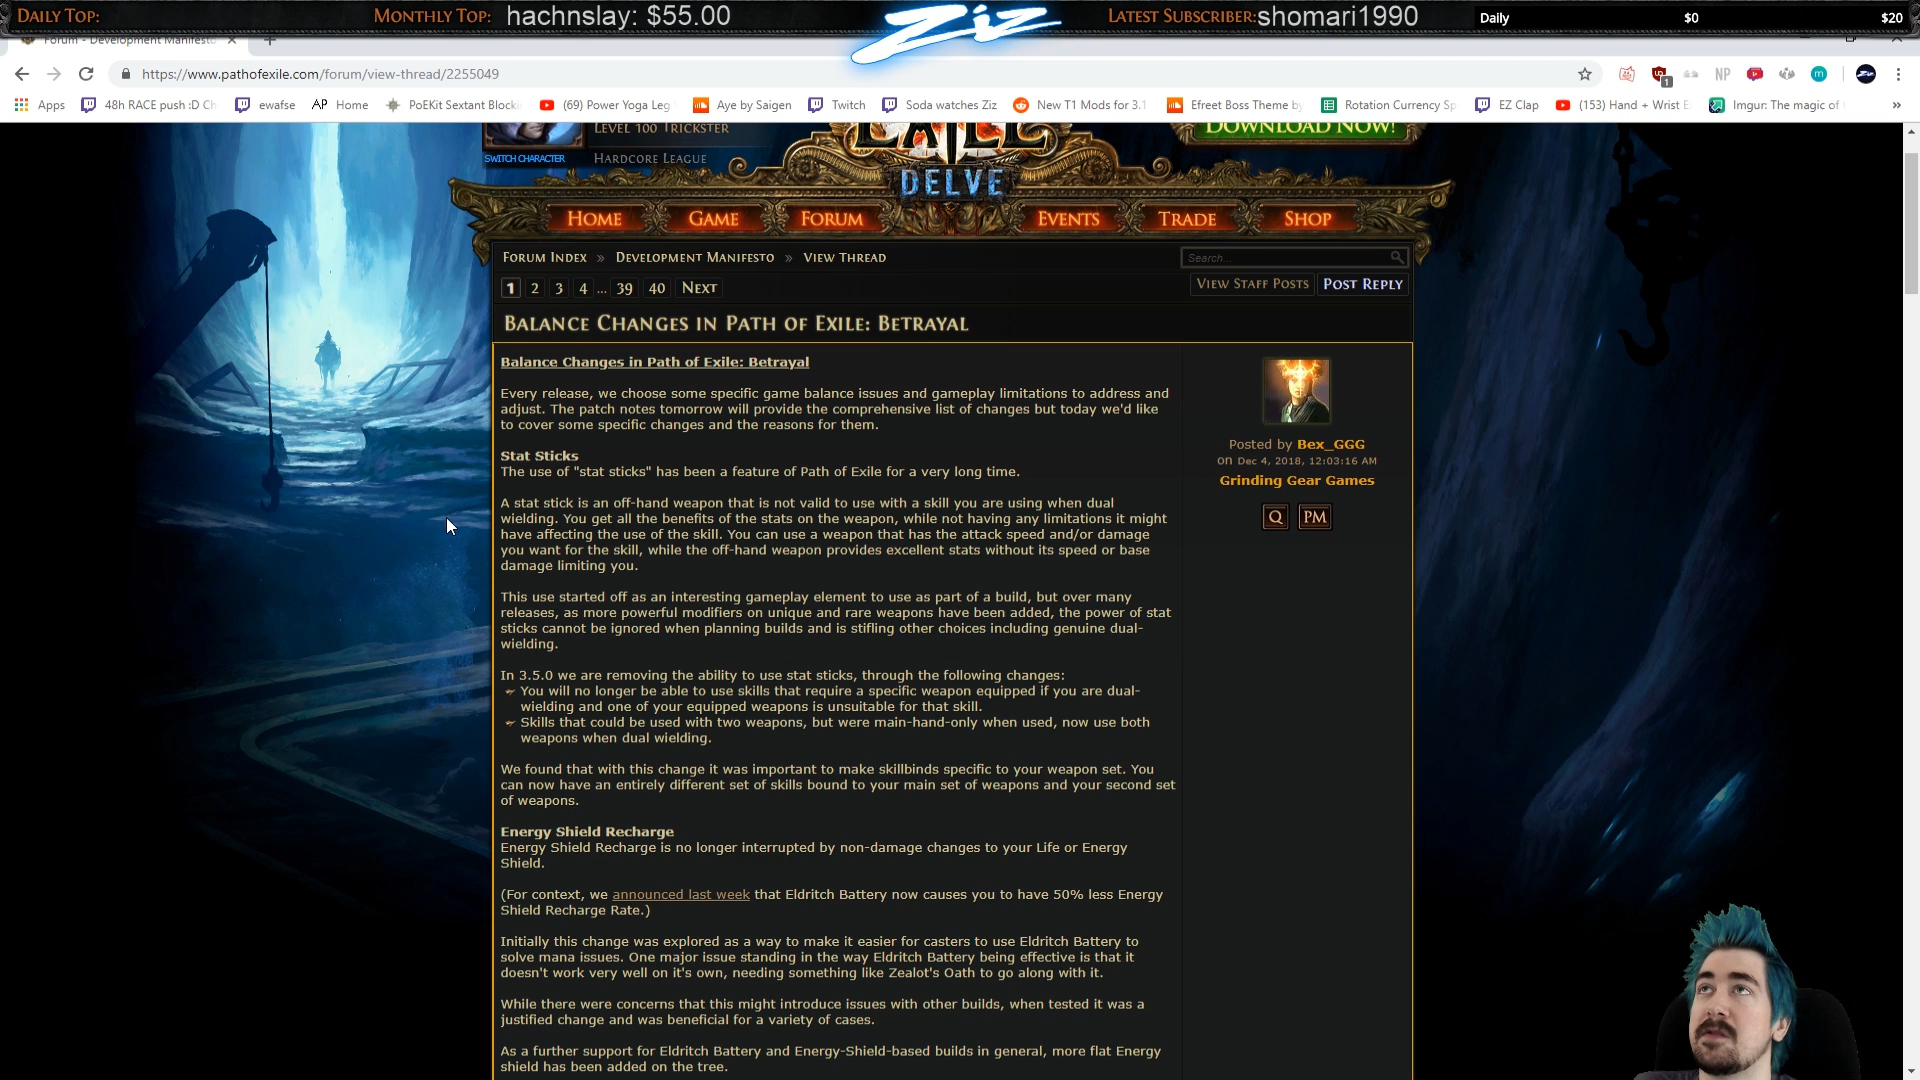 DAILY TOP:
MONTHLY TOP: hachnslay: $55.00
Ziz
LATEST SUBSCRIBER: shomari1990
Daily $0 $20
Forum - Development Manifesto
https://www.pathofexile.com/forum/view-thread/2255049
Apps
48h RACE push :D Ch
ewafse
AP Home
PoEKit Sextant Blocki
(69) Power Yoga Leg
Aye by Saigen
Twitch
Soda watches Ziz
New T1 Mods for 3.1
Efreet Boss Theme by
Rotation Currency Sp
EZ Clap
(153) Hand + Wrist E
Imgur: The magic of
LEVEL 100 TRICKSTER
SWITCH CHARACTER
HARDCORE LEAGUE
EXILE
DELVE
DOWNLOAD NOW!
HOME GAME FORUM EVENTS TRADE SHOP
FORUM INDEX » DEVELOPMENT MANIFESTO » VIEW THREAD
Search...
1 2 3 4 ... 39 40 NEXT
VIEW STAFF POSTS POST REPLY
BALANCE CHANGES IN PATH OF EXILE: BETRAYAL
Balance Changes in Path of Exile: Betrayal
Every release, we choose some specific game balance issues and gameplay limitations to address and
adjust. The patch notes tomorrow will provide the comprehensive list of changes but today we'd like
to cover some specific changes and the reasons for them.
Stat Sticks
The use of "stat sticks" has been a feature of Path of Exile for a very long time.
A stat stick is an off-hand weapon that is not valid to use with a skill you are using when dual
wielding. You get all the benefits of the stats on the weapon, while not having any limitations it might
have affecting the use of the skill. You can use a weapon that has the attack speed and/or damage
you want for the skill, while the off-hand weapon provides excellent stats without its speed or base
damage limiting you.
This use started off as an interesting gameplay element to use as part of a build, but over many
releases, as more powerful modifiers on unique and rare weapons have been added, the power of stat
sticks cannot be ignored when planning builds and is stifling other choices including genuine dual-
wielding.
In 3.5.0 we are removing the ability to use stat sticks, through the following changes:
You will no longer be able to use skills that require a specific weapon equipped if you are dual-
wielding and one of your equipped weapons is unsuitable for that skill.
Skills that could be used with two weapons, but were main-hand-only when used, now use both
weapons when dual wielding.
We found that with this change it was important to make skillbinds specific to your weapon set. You
can now have an entirely different set of skills bound to your main set of weapons and your second set
of weapons.
Energy Shield Recharge
Energy Shield Recharge is no longer interrupted by non-damage changes to your Life or Energy
Shield.
(For context, we announced last week that Eldritch Battery now causes you to have 50% less Energy
Shield Recharge Rate.)
Initially this change was explored as a way to make it easier for casters to use Eldritch Battery to
solve mana issues. One major issue standing in the way Eldritch Battery being effective is that it
doesn't work very well on it's own, needing something like Zealot's Oath to go along with it.
While there were concerns that this might introduce issues with other builds, when tested it was a
justified change and was beneficial for a variety of cases.
As a further support for Eldritch Battery and Energy-Shield-based builds in general, more flat Energy
shield has been added on the tree.
Posted by Bex_GGG
on Dec 4, 2018, 12:03:16 AM
Grinding Gear Games
Q PM